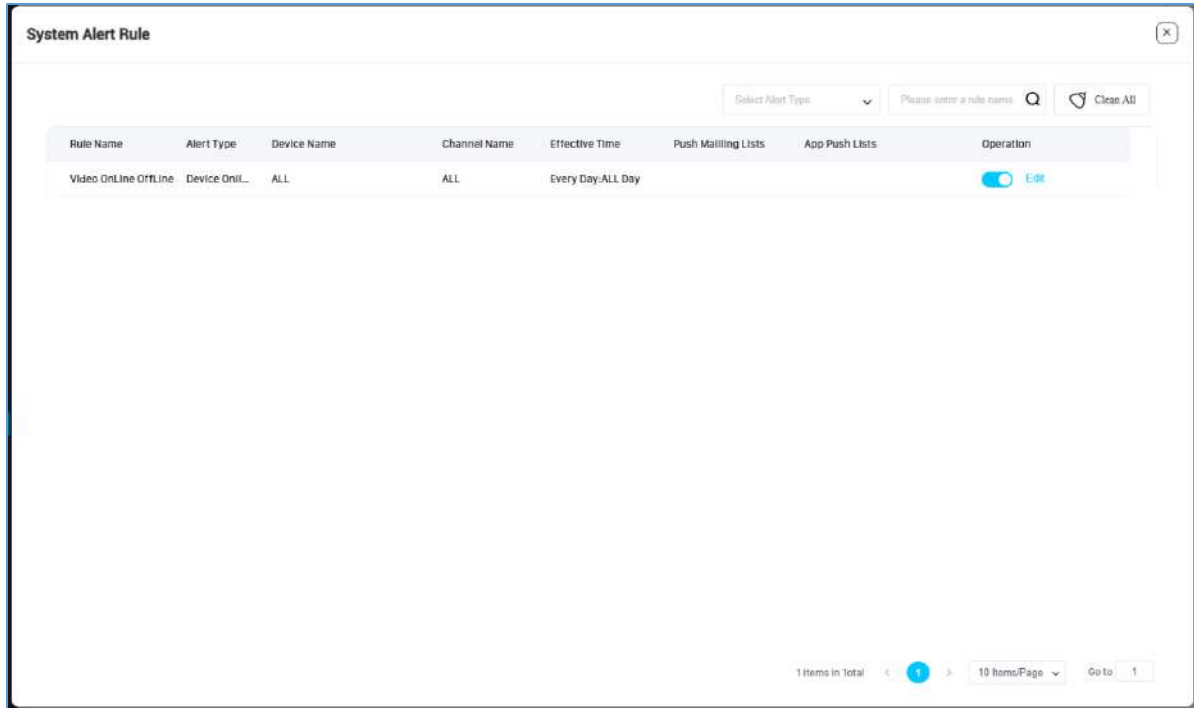 System Alert Rule
Select Alert Type
Please enter a rule name
Clean All
Rule Name Alert Type Device Name Channel Name Effective Time Push Mailling Lists App Push Lists Operation
Video OnLine OffLine Device Onli... ALL ALL Every Day:ALL Day Edit
1 Items in Total < 1 > 10 Items/Page Go to 1